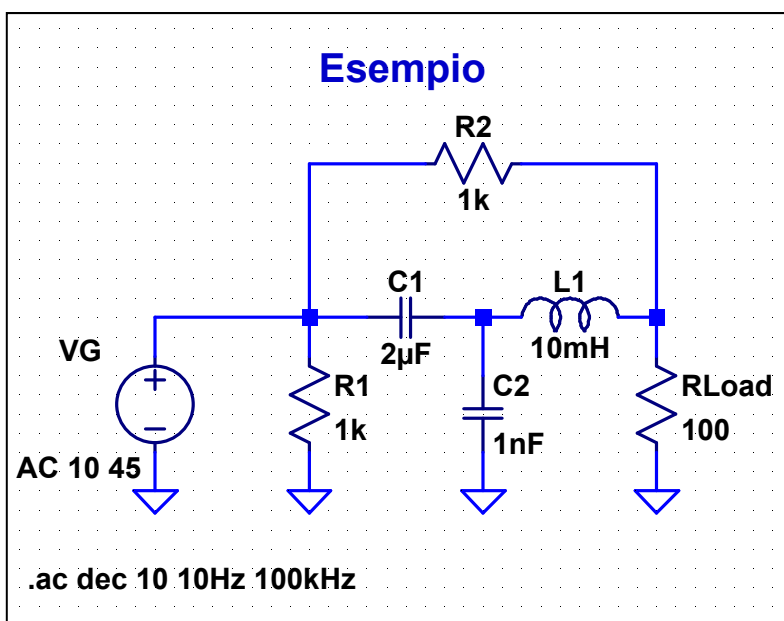 Esempio
R2
1k
C1
2µF
L1
10mH
VG
AC 10 45
R1
1k
C2
1nF
RLoad
100
.ac dec 10 10Hz 100kHz